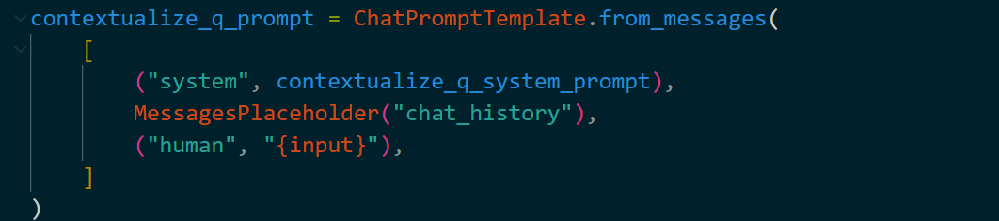 contextualize_q_prompt = ChatPromptTemplate.from_messages(
    [
        ("system", contextualize_q_system_prompt),
        MessagesPlaceholder("chat_history"),
        ("human", "{input}"),
    ]
)